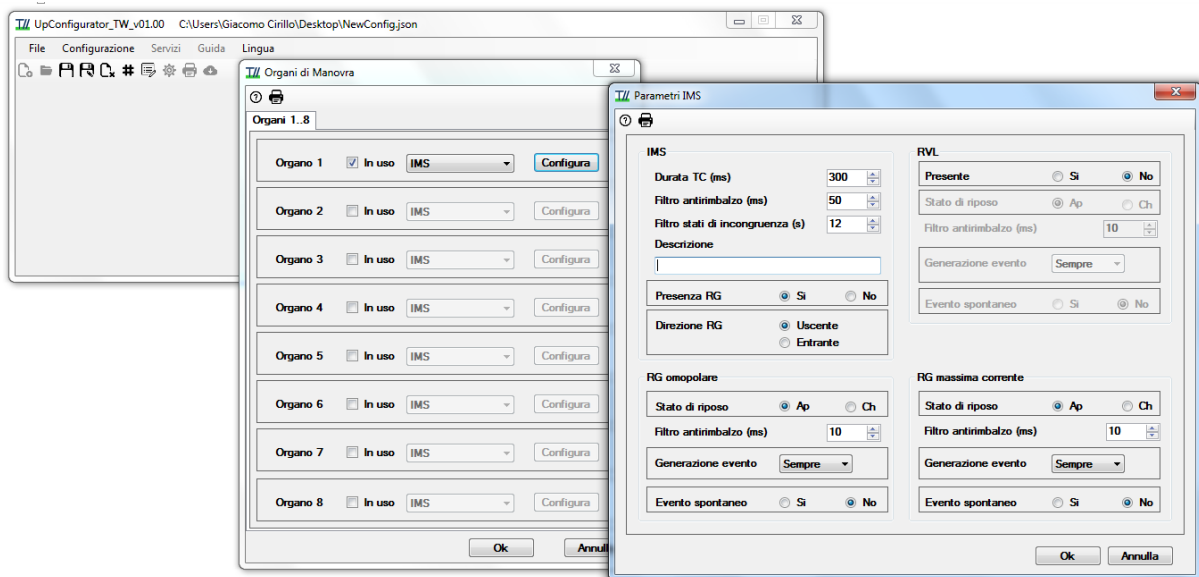 UpConfigurator_TW_v01.00 C:\Users\Giacomo Cirillo\Desktop\NewConfig.json
File Configurazione Servizi Guida Lingua
Organi di Manovra
Organi 1..8
Organo 1 In uso IMS Configura
Organo 2 In uso IMS Configura
Organo 3 In uso IMS Configura
Organo 4 In uso IMS Configura
Organo 5 In uso IMS Configura
Organo 6 In uso IMS Configura
Organo 7 In uso IMS Configura
Organo 8 In uso IMS Configura
Ok Annull
Parametri IMS
IMS
Durata TC (ms) 300
Filtro antirimbalzo (ms) 50
Filtro stati di incongruenza (s) 12
Descrizione
Presenza RG Si No
Direzione RG Uscente
Entrante
RVL
Presente Si No
Stato di riposo Ap Ch
Filtro antirimbalzo (ms) 10
Generazione evento Sempre
Evento spontaneo Si No
RG omopolare
Stato di riposo Ap Ch
Filtro antirimbalzo (ms) 10
Generazione evento Sempre
Evento spontaneo Si No
RG massima corrente
Stato di riposo Ap Ch
Filtro antirimbalzo (ms) 10
Generazione evento Sempre
Evento spontaneo Si No
Ok Annulla